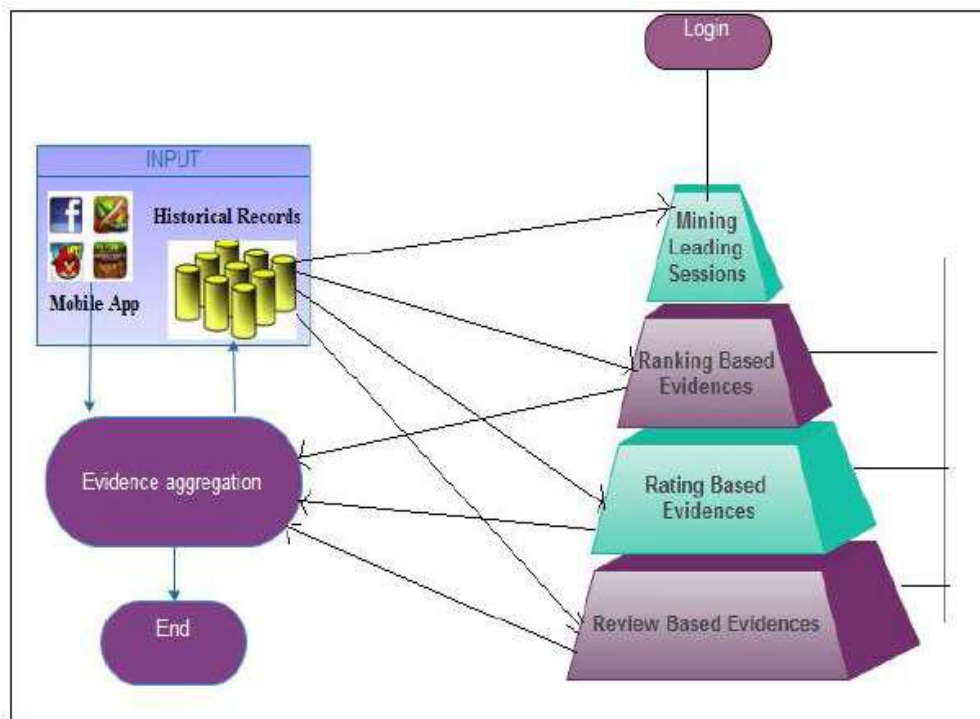 Login
INPUT
Historical Records
Mobile App
Mining
Leading
Sessions
Ranking Based
Evidences
Rating Based
Evidences
Review Based Evidences
Evidence aggregation
End